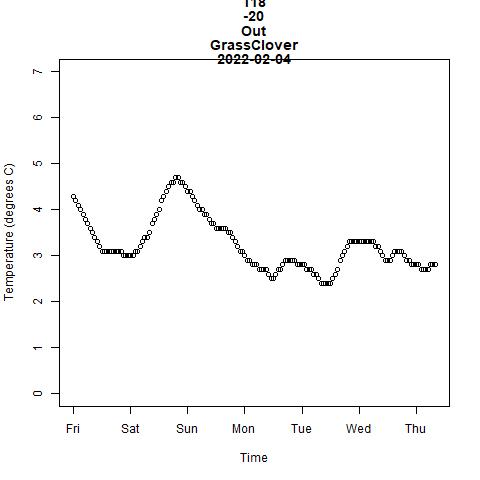 T18
-20
Out
GrassClover
2022-02-04
Temperature (degrees C)
7
6
5
4
3
2
1
0
Fri Sat Sun Mon Tue Wed Thu
Time